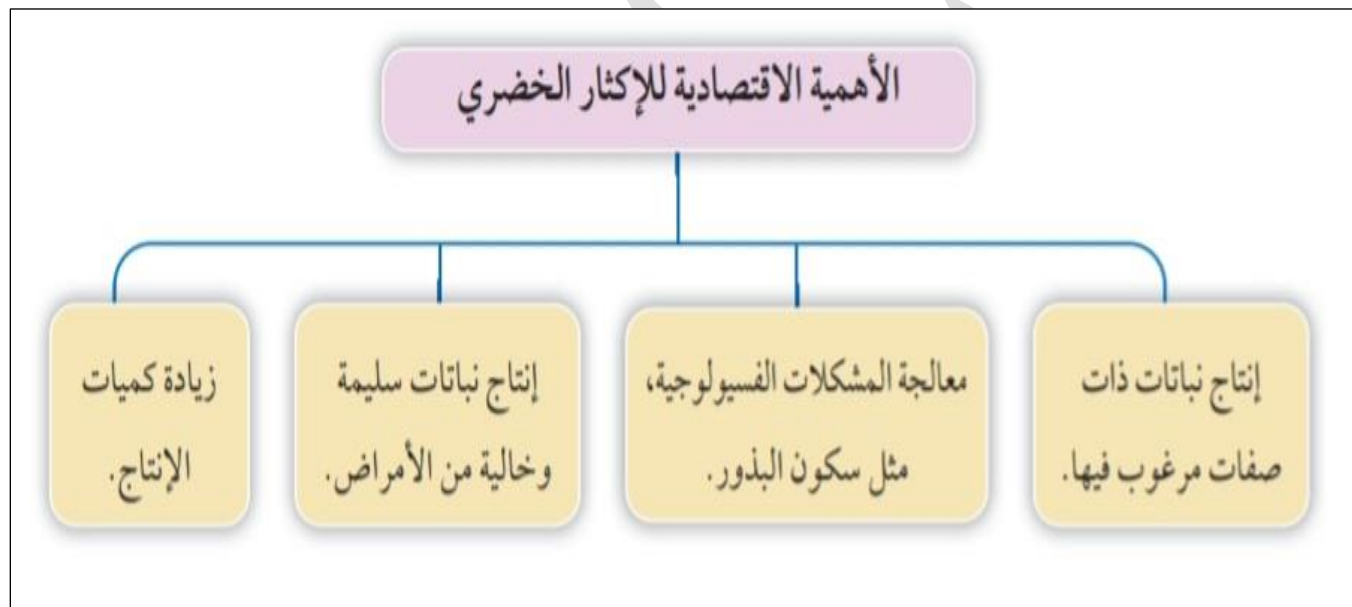 الأهمية الاقتصادية للإكثار الخضري
إنتاج نباتات ذات
صفات مرغوب فيها.
معالجة المشكلات الفسيولوجية،
مثل سكون البذور.
إنتاج نباتات سليمة
وخالية من الأمراض.
زيادة كميات
الإنتاج.